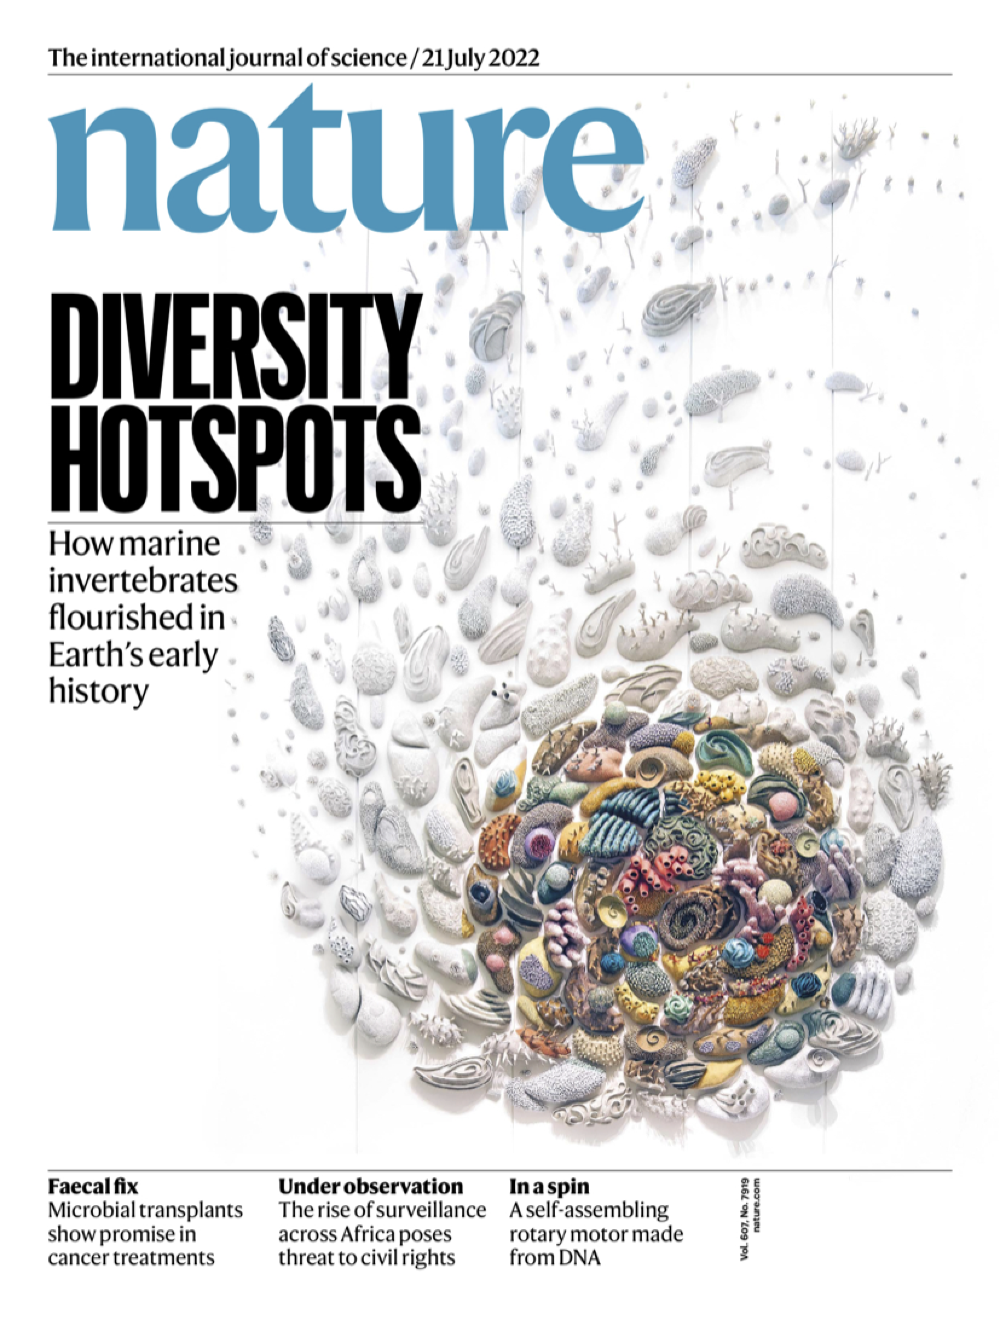 The international journal of science / 21 July 2022
nature
DIVERSITY
HOTSPOTS
How marine
invertebrates
flourished in
Earth’s early
history
Faecal fix
Microbial transplants
show promise in
cancer treatments
Under observation
The rise of surveillance
across Africa poses
threat to civil rights
In a spin
A self-assembling
rotary motor made
from DNA
Vol. 607, No. 7919
nature.com